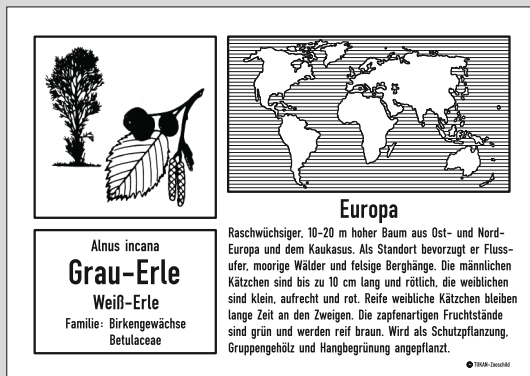 Alnus incana
Grau-Erle
Weiß-Erle
Familie: Birkengewächse
Betulaceae
Europa
Raschwüchsiger, 10-20 m hoher Baum aus Ost- und Nord-
Europa und dem Kaukasus. Als Standort bevorzugt er Fluss-
ufer, moorige Wälder und felsige Berghänge. Die männlichen
Kätzchen sind bis zu 10 cm lang und rötlich, die weiblichen
sind klein, aufrecht und rot. Reife weibliche Kätzchen bleiben
lange Zeit an den Zweigen. Die zapfenartigen Fruchtstände
sind grün und werden reif braun. Wird als Schutzpflanzung,
Gruppengehölz und Hangbegrünung angepflanzt.
TUKAN-Zooschild